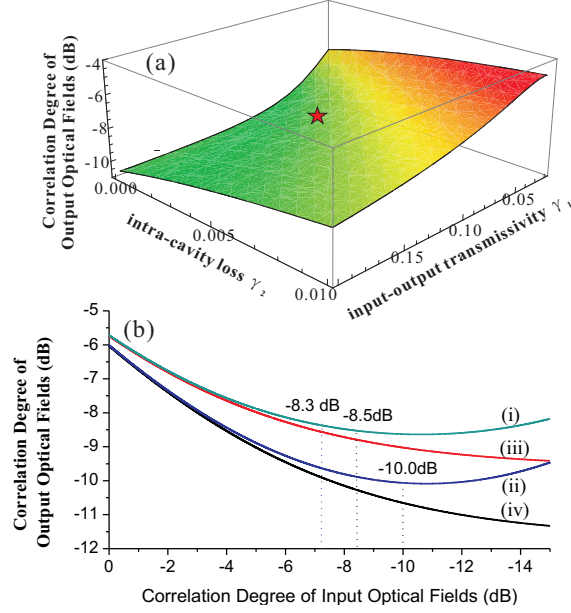 (a)
Correlation Degree of
Output Optical Fields (dB)
-4
-6
-8
-10
0.000
0.005
0.010
intra-cavity loss γ₂
0.05
0.10
0.15
input-output transmissivity γ₁
(b)
Correlation Degree of
Output Optical Fields (dB)
-5
-6
-7
-8
-9
-10
-11
-12
-8.3 dB
-8.5dB
-10.0dB
(i)
(iii)
(ii)
(iv)
0 -2 -4 -6 -8 -10 -12 -14
Correlation Degree of Input Optical Fields (dB)